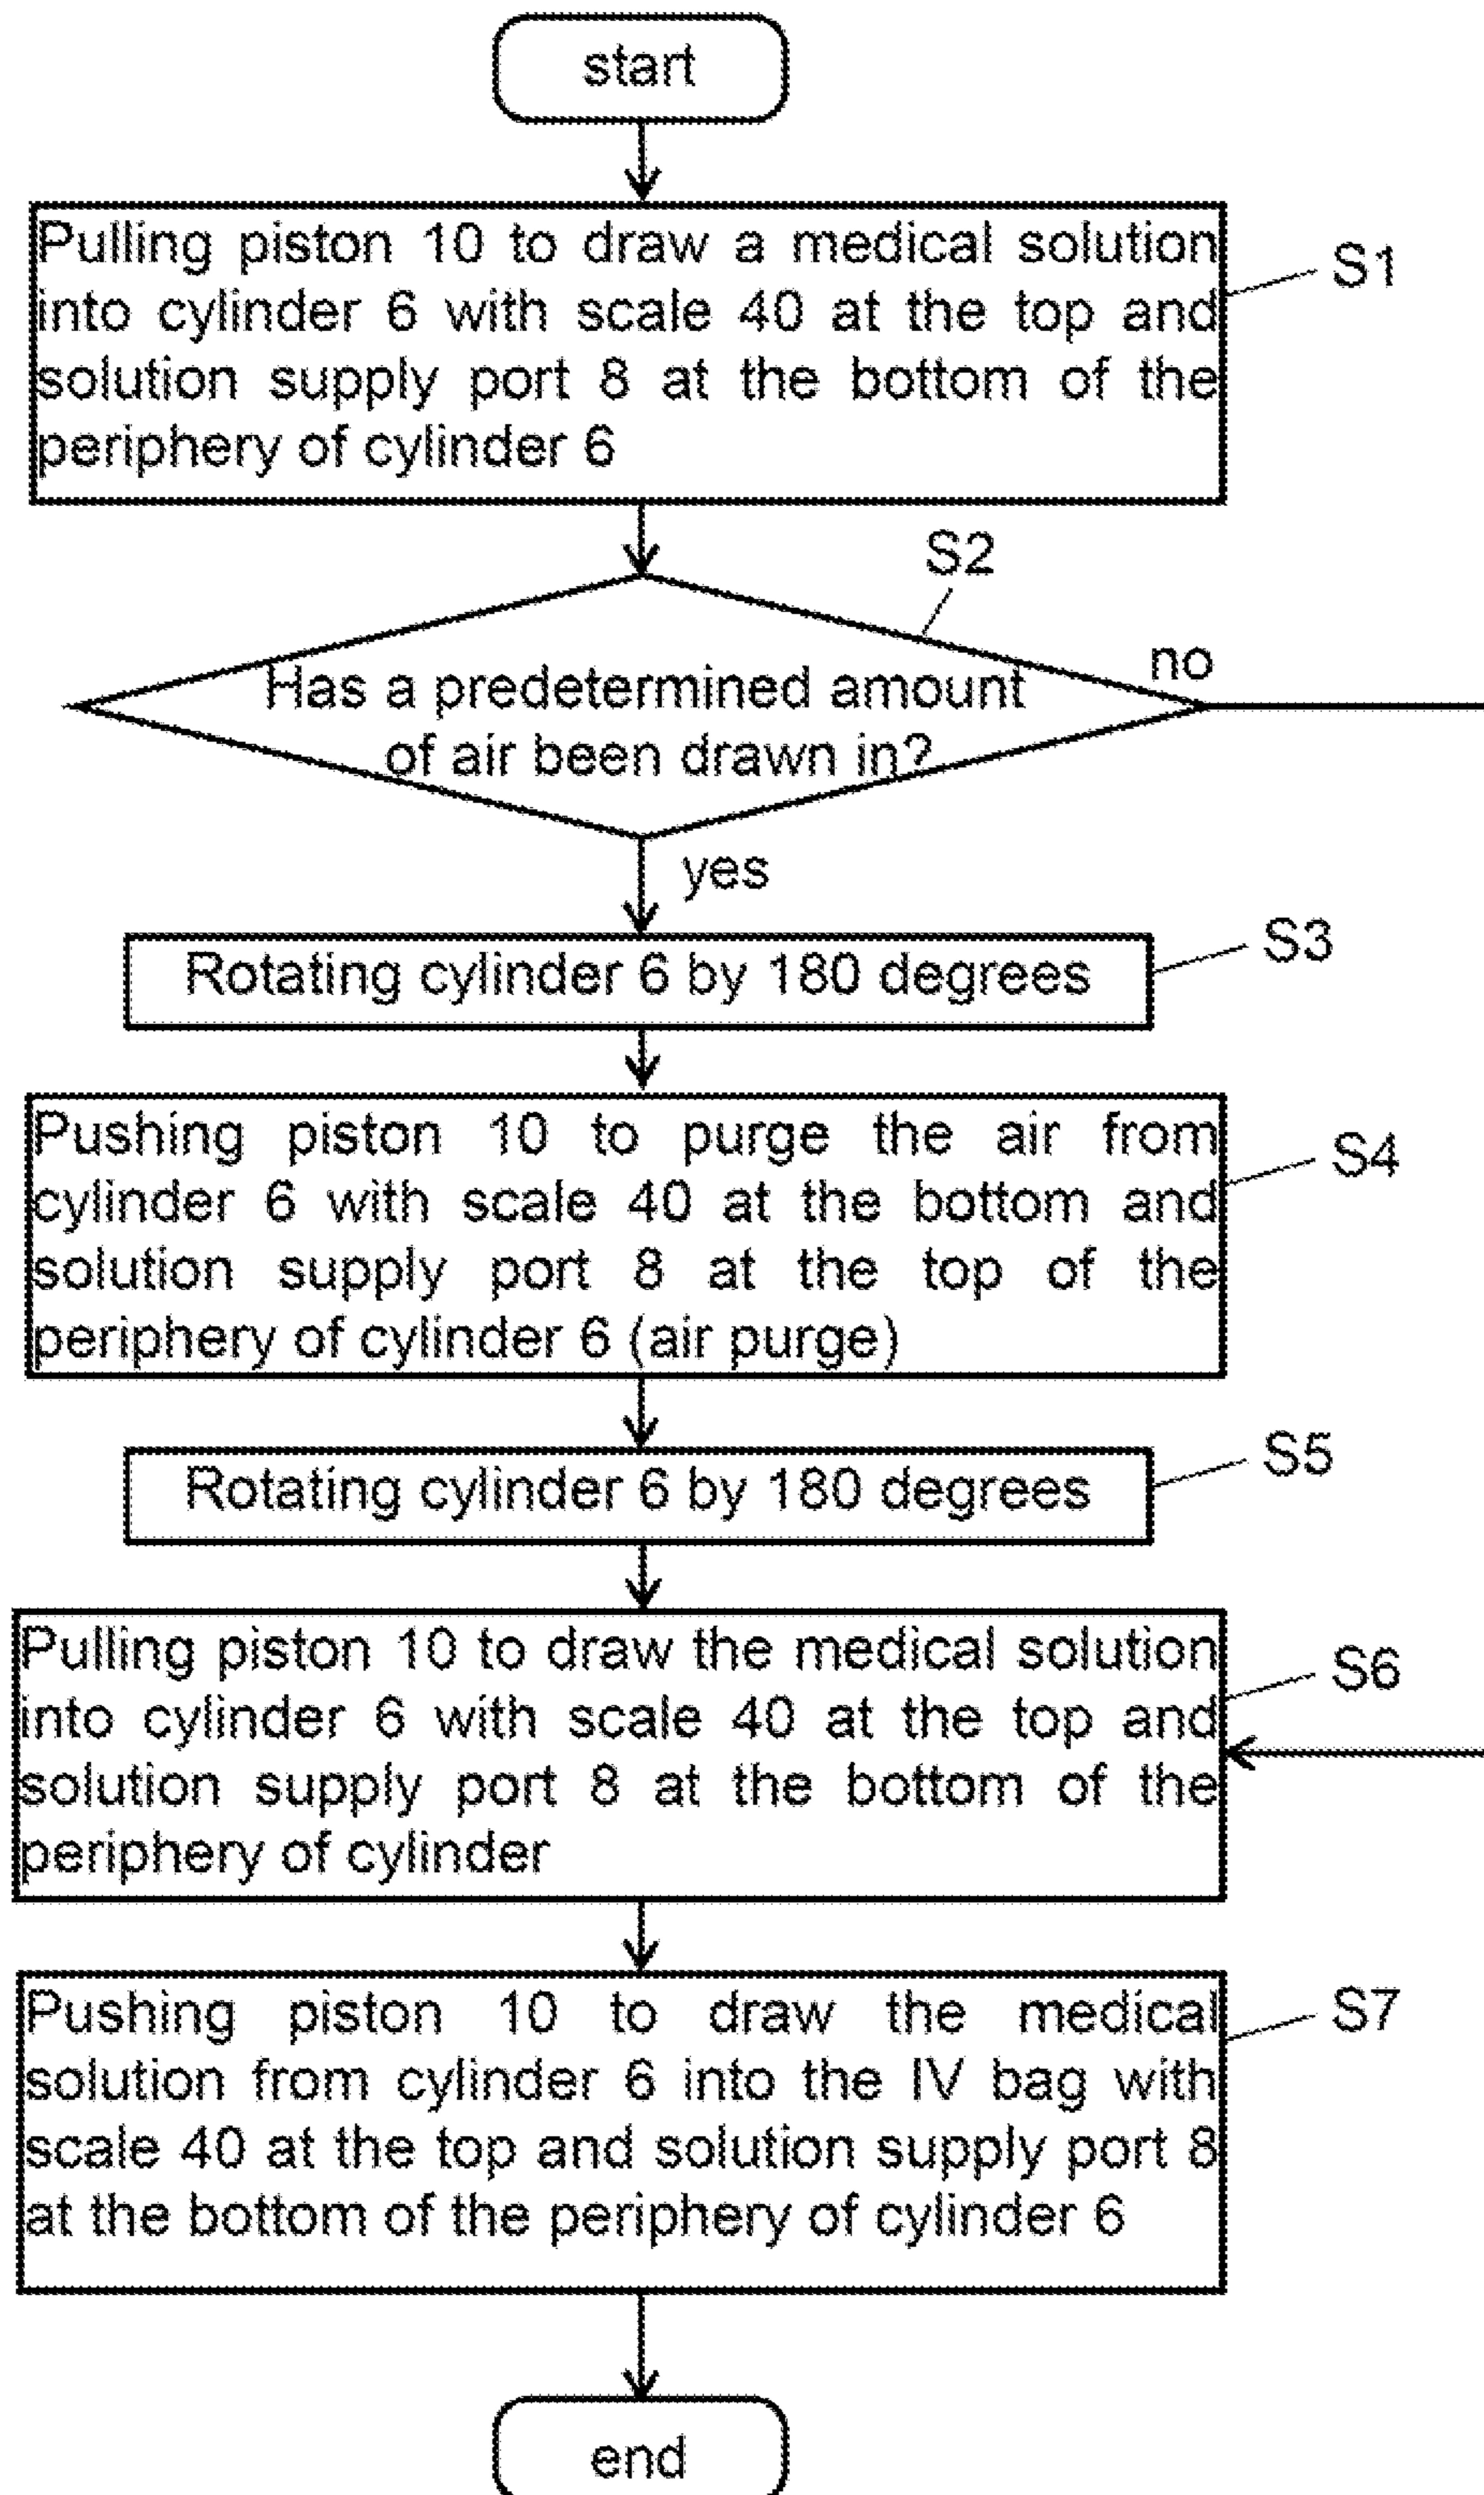 start
Pulling piston 10 to draw a medical solution
into cylinder 6 with scale 40 at the top and
solution supply port 8 at the bottom of the
periphery of cylinder 6
S1
S2
Has a predetermined amount
of air been drawn in?
no
yes
Rotating cylinder 6 by 180 degrees
S3
Pushing piston 10 to purge the air from
cylinder 6 with scale 40 at the bottom and
solution supply port 8 at the top of the
periphery of cylinder 6 (air purge)
S4
Rotating cylinder 6 by 180 degrees
S5
Pulling piston 10 to draw the medical solution
into cylinder 6 with scale 40 at the top and
solution supply port 8 at the bottom of the
periphery of cylinder
S6
Pushing piston 10 to draw the medical
solution from cylinder 6 into the IV bag with
scale 40 at the top and solution supply port 8
at the bottom of the periphery of cylinder 6
S7
end